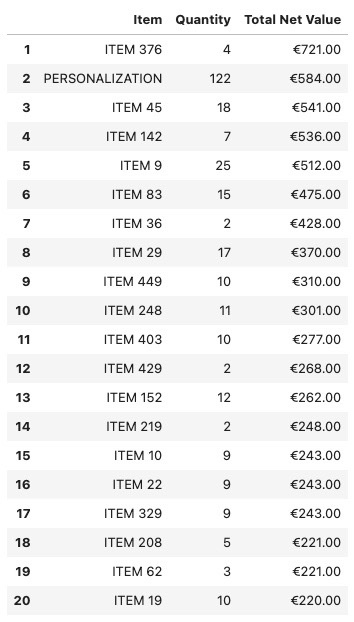 Item Quantity Total Net Value
1 ITEM 376 4 €721.00
2 PERSONALIZATION 122 €584.00
3 ITEM 45 18 €541.00
4 ITEM 142 7 €536.00
5 ITEM 9 25 €512.00
6 ITEM 83 15 €475.00
7 ITEM 36 2 €428.00
8 ITEM 29 17 €370.00
9 ITEM 449 10 €310.00
10 ITEM 248 11 €301.00
11 ITEM 403 10 €277.00
12 ITEM 429 2 €268.00
13 ITEM 152 12 €262.00
14 ITEM 219 2 €248.00
15 ITEM 10 9 €243.00
16 ITEM 22 9 €243.00
17 ITEM 329 9 €243.00
18 ITEM 208 5 €221.00
19 ITEM 62 3 €221.00
20 ITEM 19 10 €220.00